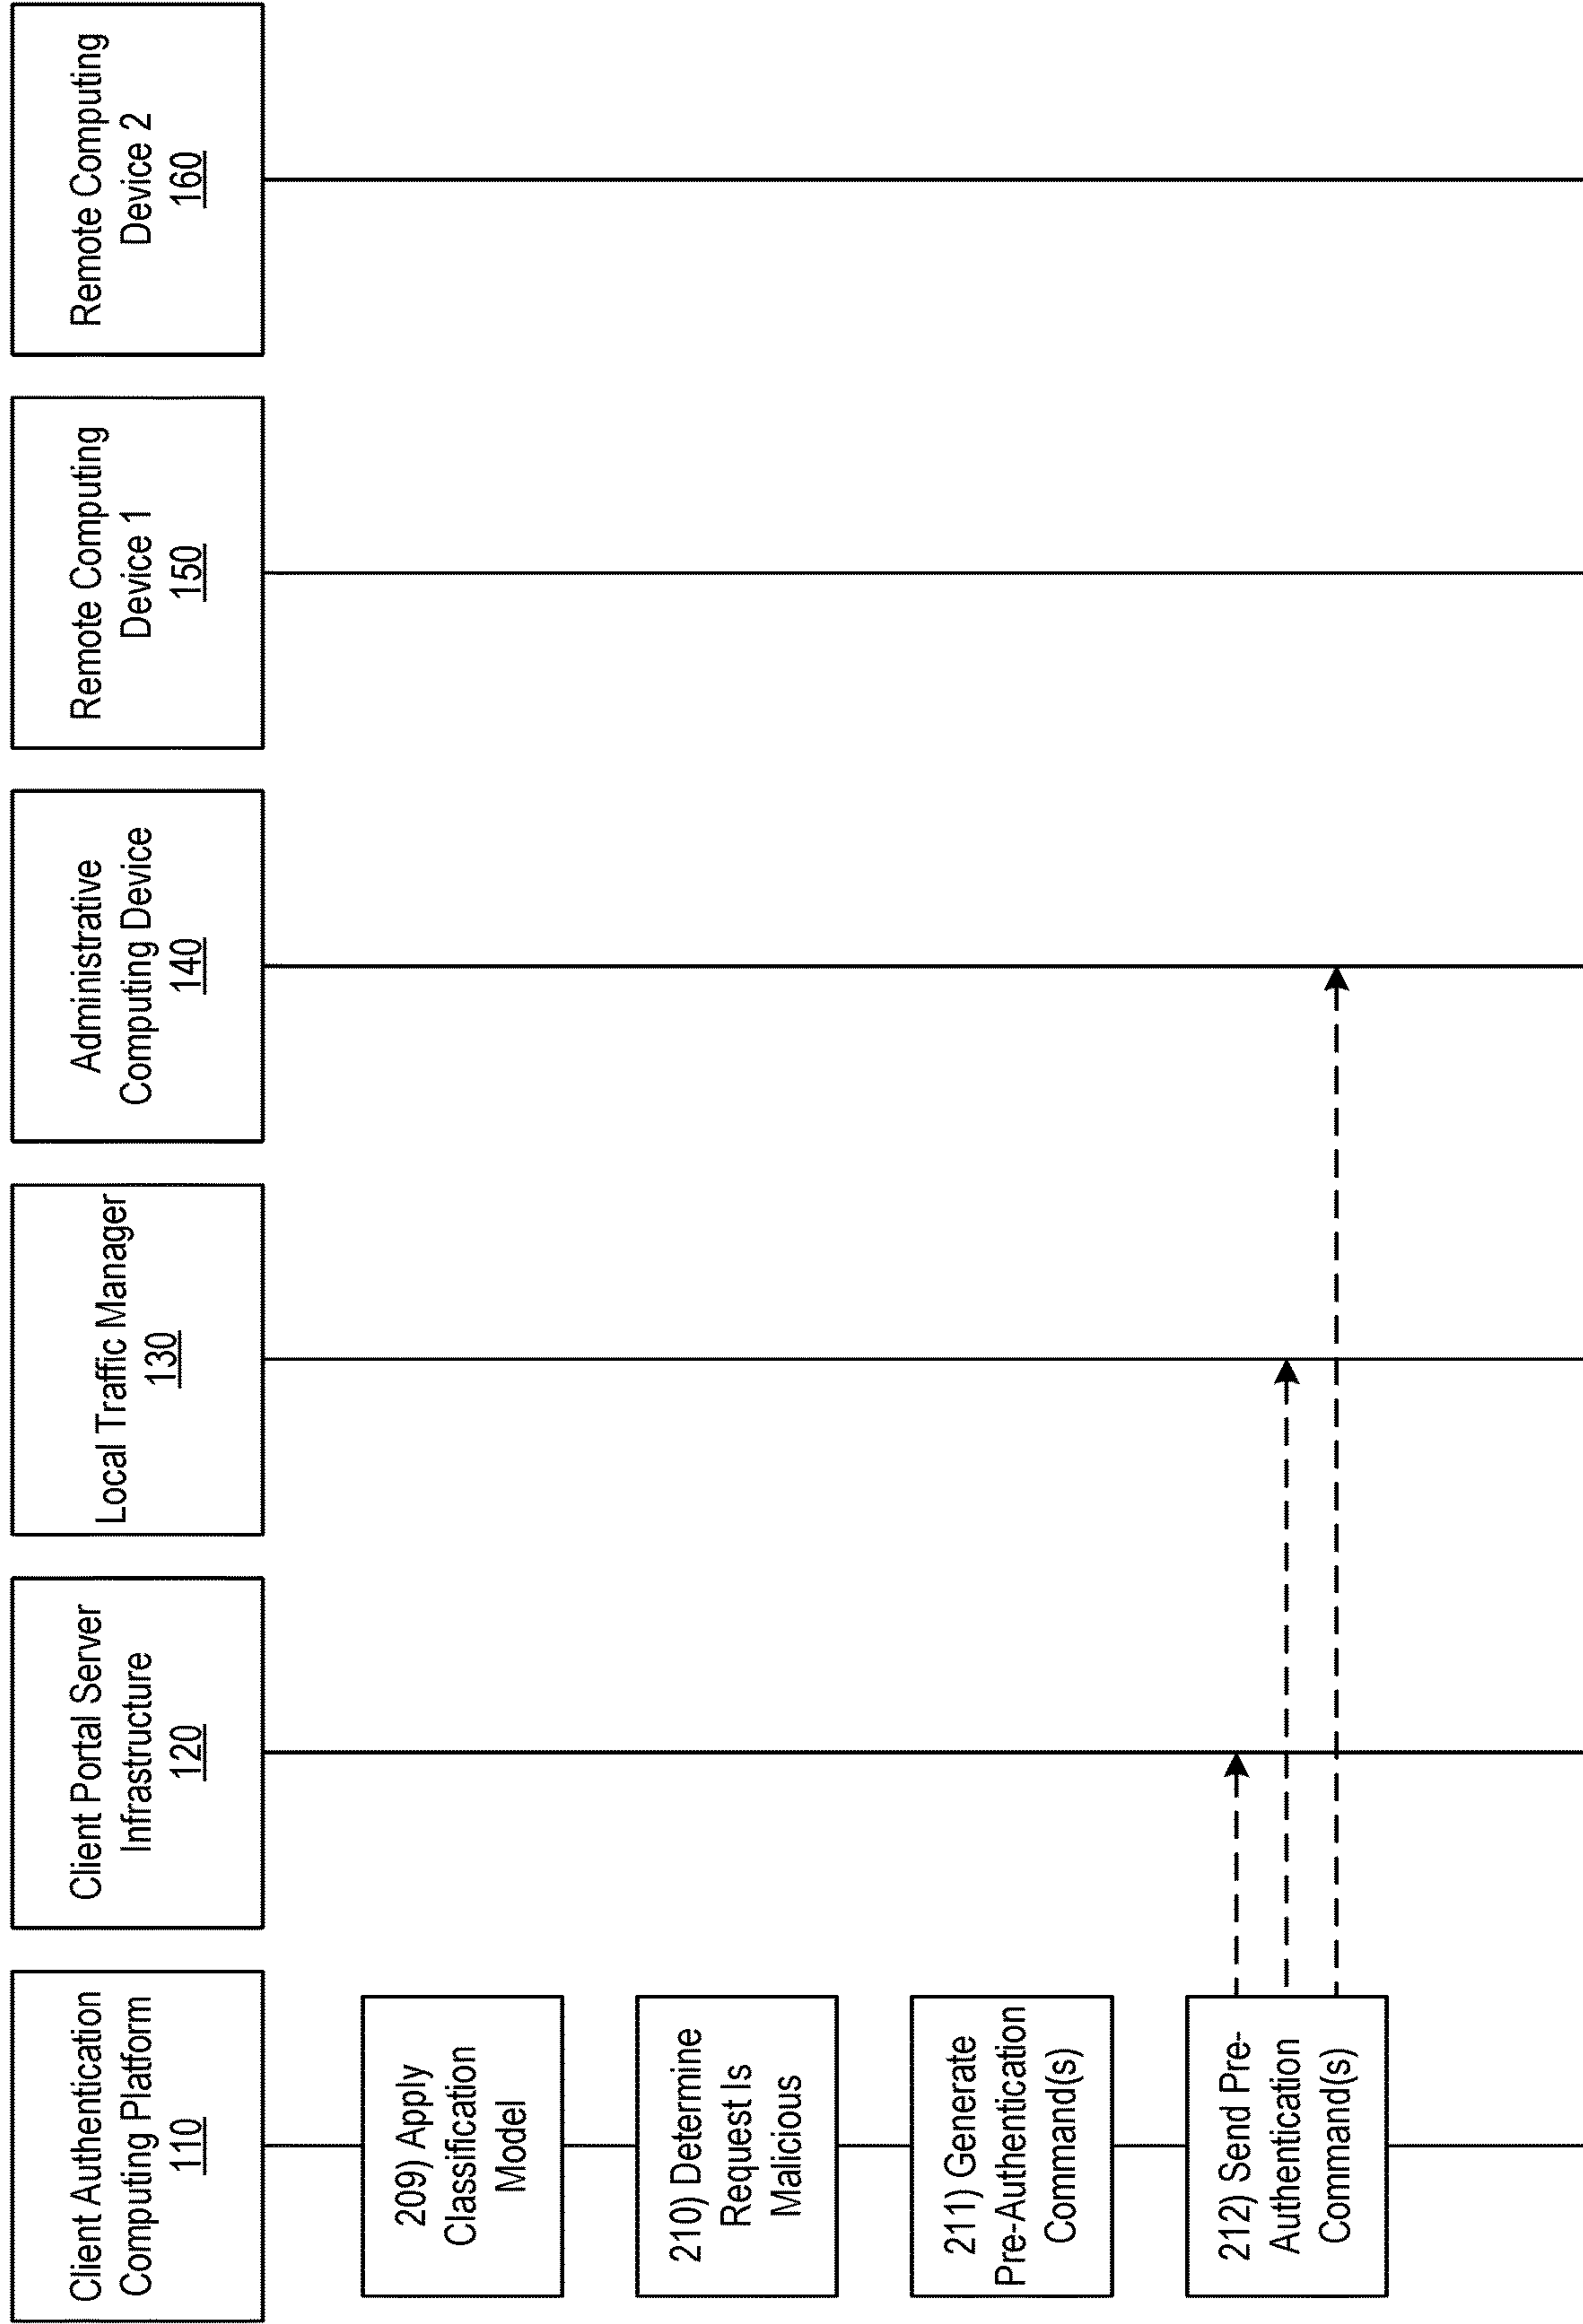 Client Authentication
Computing Platform
110
Client Portal Server
Infrastructure
120
Local Traffic Manager
130
Administrative
Computing Device
140
Remote Computing
Device 1
150
Remote Computing
Device 2
160
209) Apply
Classification
Model
210) Determine
Request Is
Malicious
211) Generate
Pre-Authentication
Command(s)
212) Send Pre-
Authentication
Command(s)